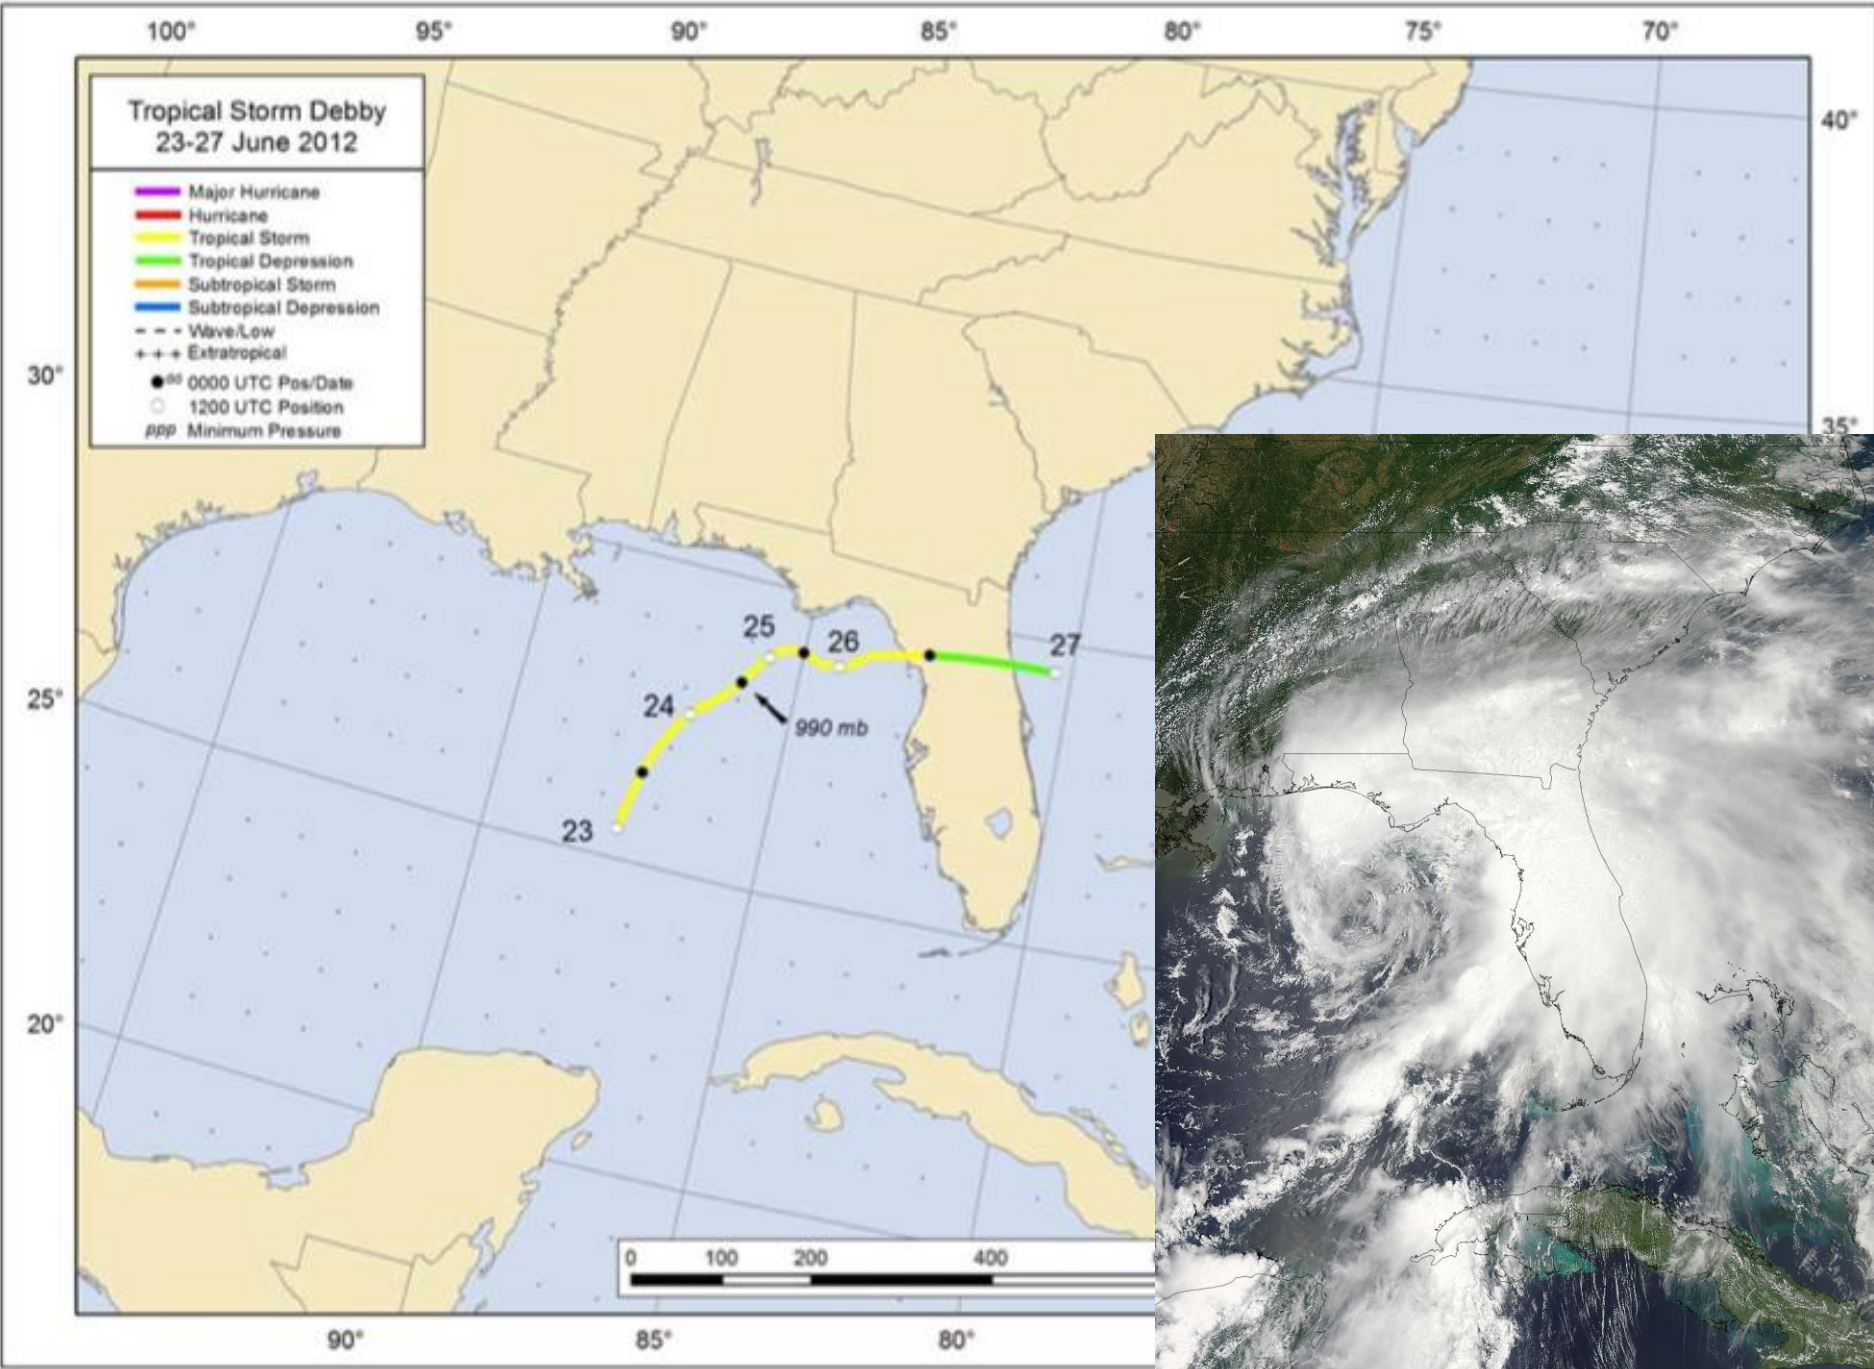 100° 95° 90° 85° 80° 75° 70°
Tropical Storm Debby
23-27 June 2012
Major Hurricane
Hurricane
Tropical Storm
Tropical Depression
Subtropical Storm
Subtropical Depression
Wave/Low
Extratropical
dd 0000 UTC Pos/Date
1200 UTC Position
ppp Minimum Pressure
40°
30°
35°
25 26 27
25°
24
990 mb
23
20°
0 100 200 400
90° 85° 80°